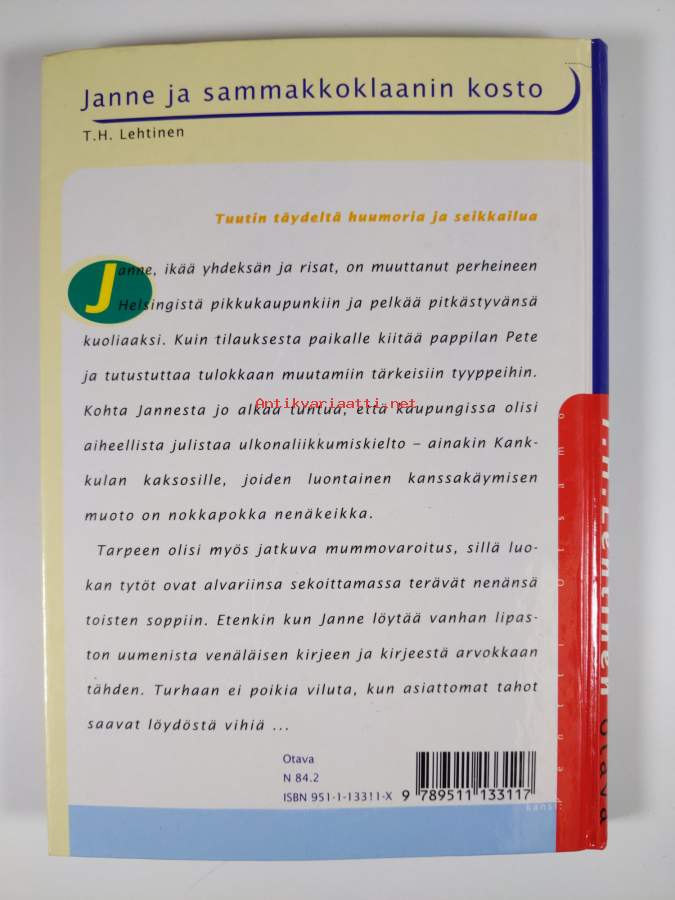 Janne ja sammakkoklaanin kosto
T.H. Lehtinen
Tuutin täydeltä huumoria ja seikkailua
Janne, ikää yhdeksän ja risat, on muuttanut perheineen
Helsingistä pikkukaupunkiin ja pelkää pitkästyvänsä
kuoliaaksi. Kuin tilauksesta paikalle kiitää pappilan Pete
ja tutustuttaa tulokkaan muutamiin tärkeisiin tyyppeihin.
Antikvariaatti.net
Kohta Jannesta jo alkaa tuntua, että kaupungissa olisi
aiheellista julistaa ulkonaliikkumiskielto – ainakin Kank-
kulan kaksosille, joiden luontainen kanssakäymisen
muoto on nokkapokka nenäkeikka.
Tarpeen olisi myös jatkuva mummovaroitus, sillä luo-
kan tytöt ovat alvariinsa sekoittamassa terävät nenänsä
toisten soppiin. Etenkin kun Janne löytää vanhan lipas-
ton uumenista venäläisen kirjeen ja kirjeestä arvokkaan
tähden. Turhaan ei poikia viluta, kun asiattomat tahot
saavat löydöstä vihiä ...
Otava
N 84.2
ISBN 951-1-13311-X
9 789511 133117
T.H. Lehtinen Otava